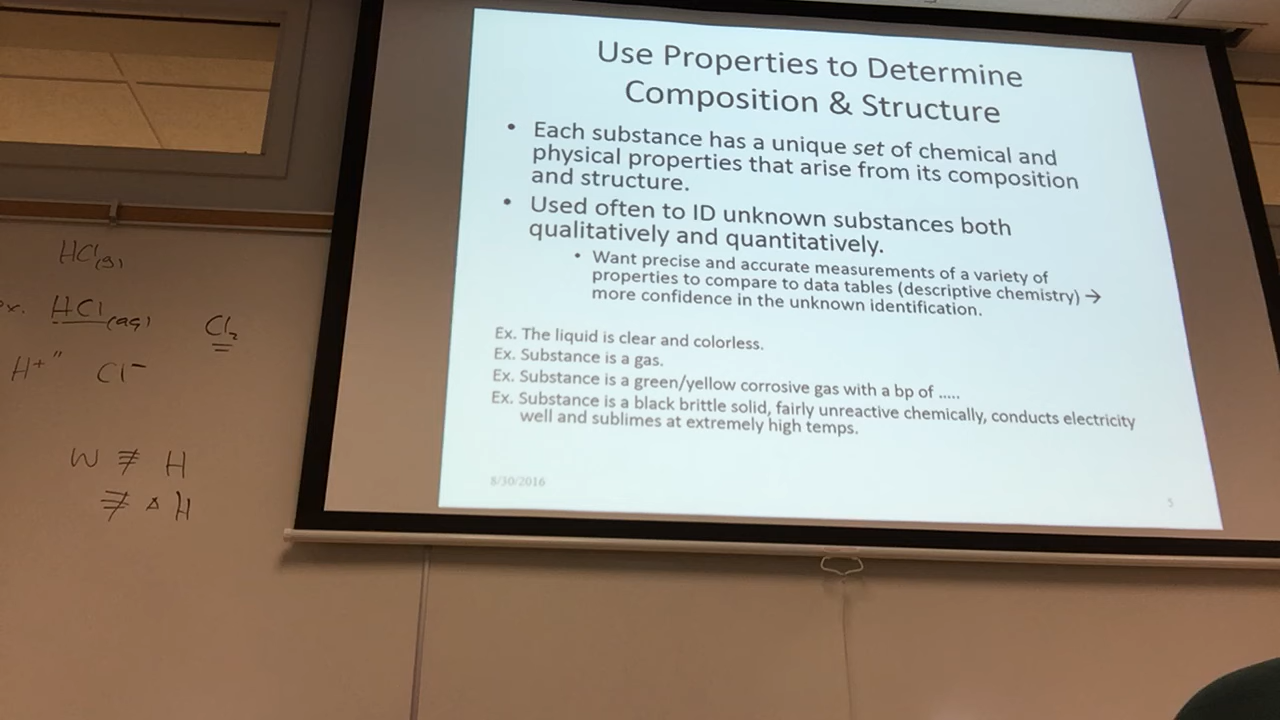 Use Properties to Determine
Composition & Structure
• Each substance has a unique set of chemical and
physical properties that arise from its composition
and structure.
• Used often to ID unknown substances both
qualitatively and quantitatively.
• Want precise and accurate measurements of a variety of
properties to compare to data tables (descriptive chemistry) →
more confidence in the unknown identification.
Ex. The liquid is clear and colorless.
Ex. Substance is a gas.
Ex. Substance is a green/yellow corrosive gas with a bp of .....
Ex. Substance is a black brittle solid, fairly unreactive chemically, conducts electricity
well and sublimes at extremely high temps.
8/30/2016
5
HCl(g)
x. HCl(aq) Cl₂
H⁺ " Cl⁻
W ≢ H
≢ △ H